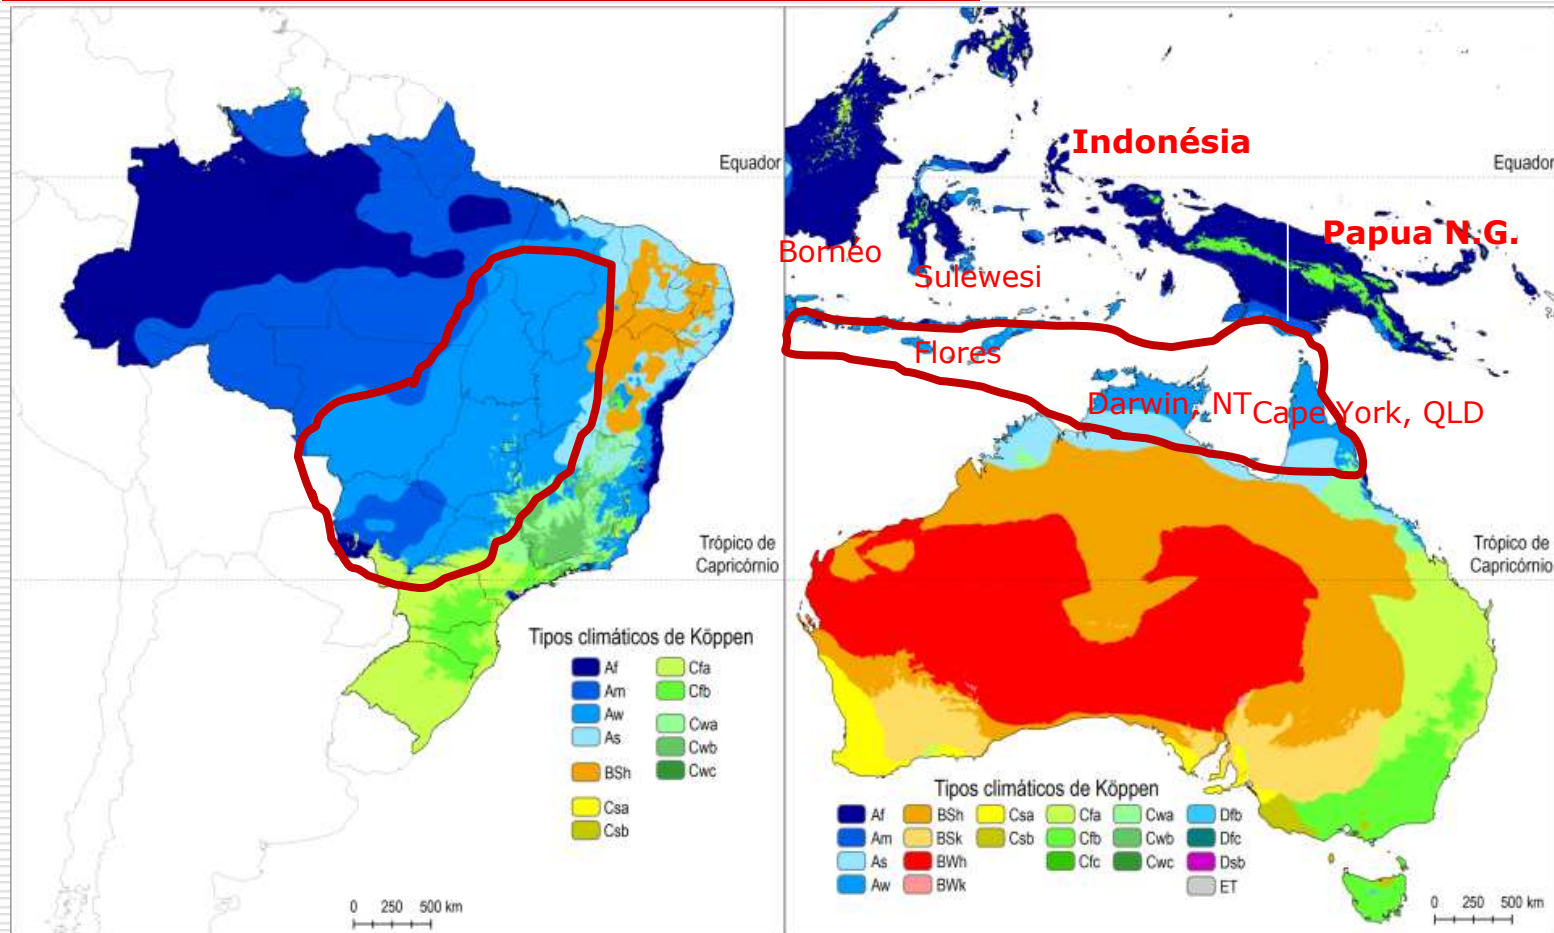 Equador
Trópico de
Capricórnio
Tipos climáticos de Köppen
Af
Am
Aw
As
BSh
Csa
Csb
Cfa
Cfb
Cwa
Cwb
Cwc
0 250 500 km
Indonésia
Equador
Papua N.G.
Bornéo
Sulewesi
Flores
Darwin, NT
Cape York, QLD
Trópico de
Capricórnio
Tipos climáticos de Köppen
Af
Am
As
Aw
BSh
BSk
BWh
BWk
Csa
Csb
Cfa
Cfb
Cfc
Cwa
Cwb
Cwc
Dfb
Dfc
Dsb
ET
0 250 500 km